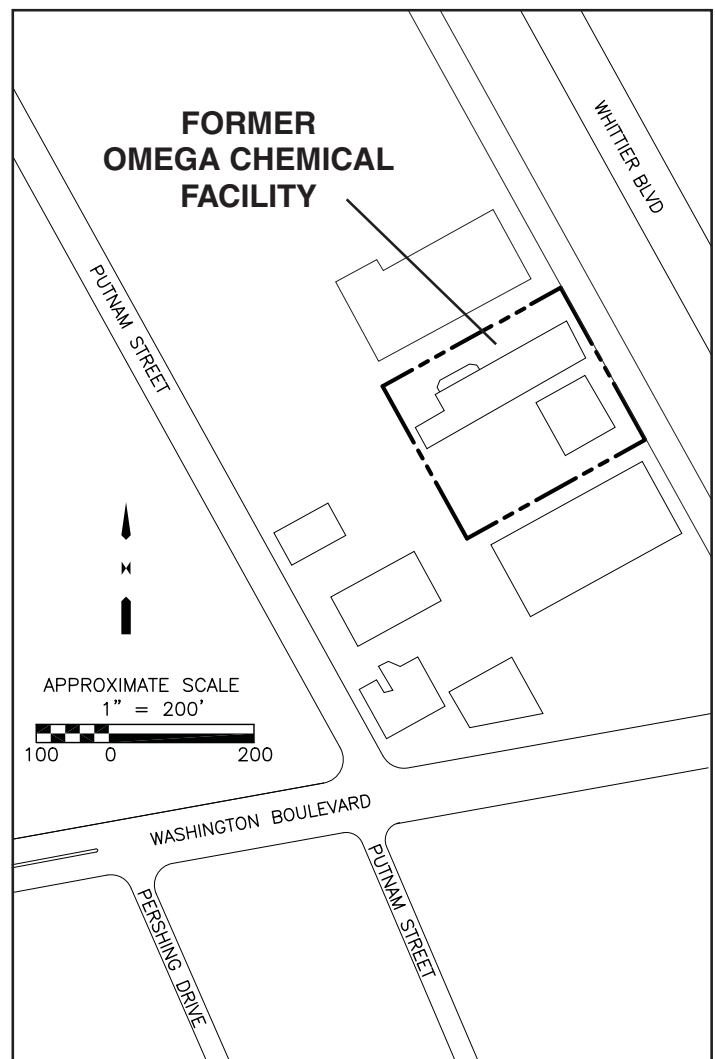 FORMER
OMEGA CHEMICAL
FACILITY
WHITTIER BLVD
PUTNAM STREET
APPROXIMATE SCALE
1" = 200'
100 0 200
WASHINGTON BOULEVARD
PUTNAM STREET
PERSHING DRIVE